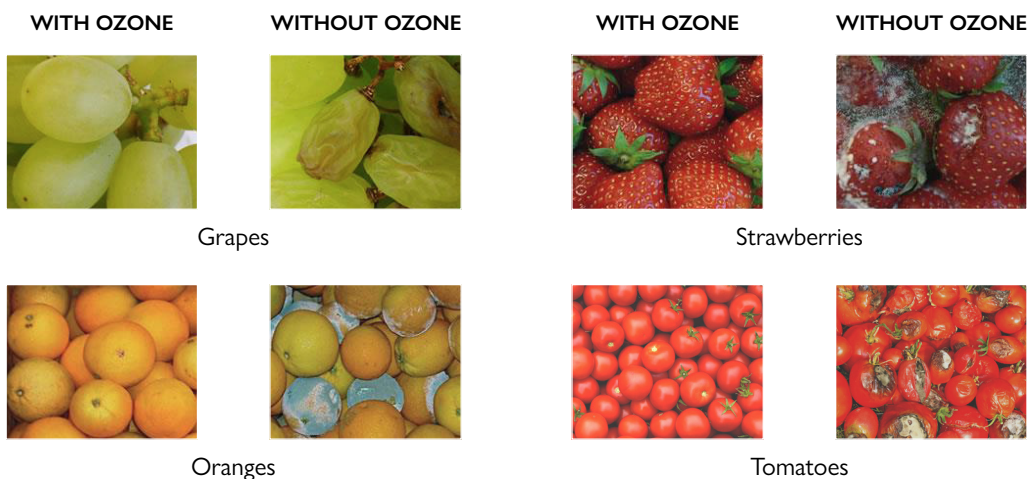 WITH OZONE WITHOUT OZONE WITH OZONE WITHOUT OZONE
Grapes Strawberries
Oranges Tomatoes